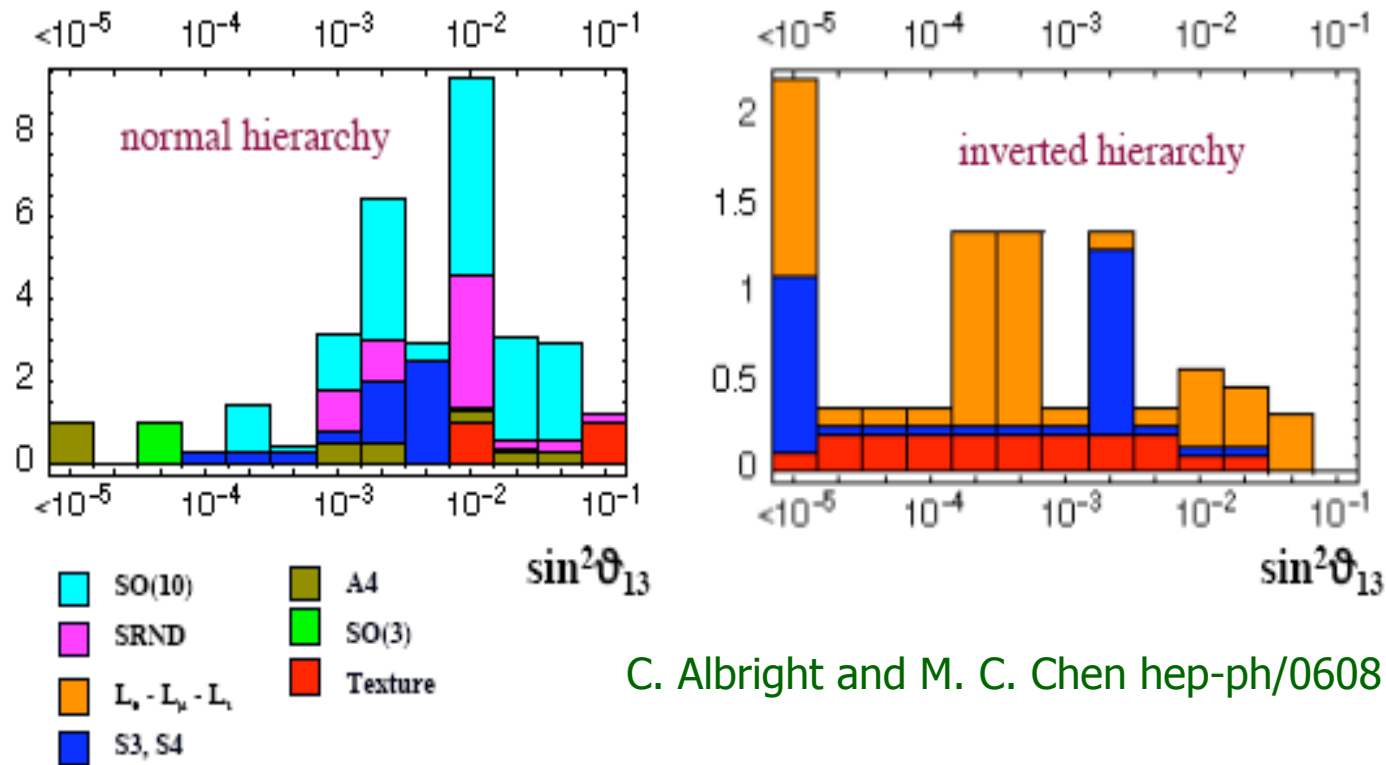 <10⁻⁵ 10⁻⁴ 10⁻³ 10⁻² 10⁻¹
8
6
4
2
0
normal hierarchy
<10⁻⁵ 10⁻⁴ 10⁻³ 10⁻² 10⁻¹
sin²ϑ₁₃
<10⁻⁵ 10⁻⁴ 10⁻³ 10⁻² 10⁻¹
2
1.5
1
0.5
0
inverted hierarchy
<10⁻⁵ 10⁻⁴ 10⁻³ 10⁻² 10⁻¹
sin²ϑ₁₃
SO(10)
SRND
L - L - L
S3, S4
A4
SO(3)
Texture
C. Albright and M. C. Chen hep-ph/0608